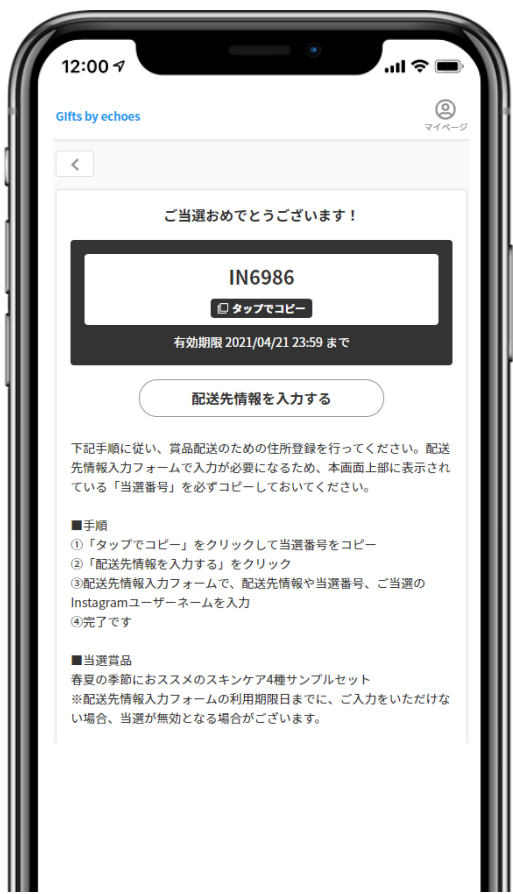 12:00
GIfts by echoes
マイページ
ご当選おめでとうございます！
IN6986
タップでコピー
有効期限 2021/04/21 23:59 まで
配送先情報を入力する
下記手順に従い、賞品配送のための住所登録を行ってください。配送
先情報入力フォームで入力が必要になるため、本画面上部に表示され
ている「当選番号」を必ずコピーしておいてください。
■手順
①「タップでコピー」をクリックして当選番号をコピー
②「配送先情報を入力する」をクリック
③配送先情報入力フォームで、配送先情報や当選番号、ご当選の
Instagramユーザーネームを入力
④完了です
■当選賞品
春夏の季節におススメのスキンケア4種サンプルセット
※配送先情報入力フォームの利用期限日までに、ご入力をいただけな
い場合、当選が無効となる場合がございます。